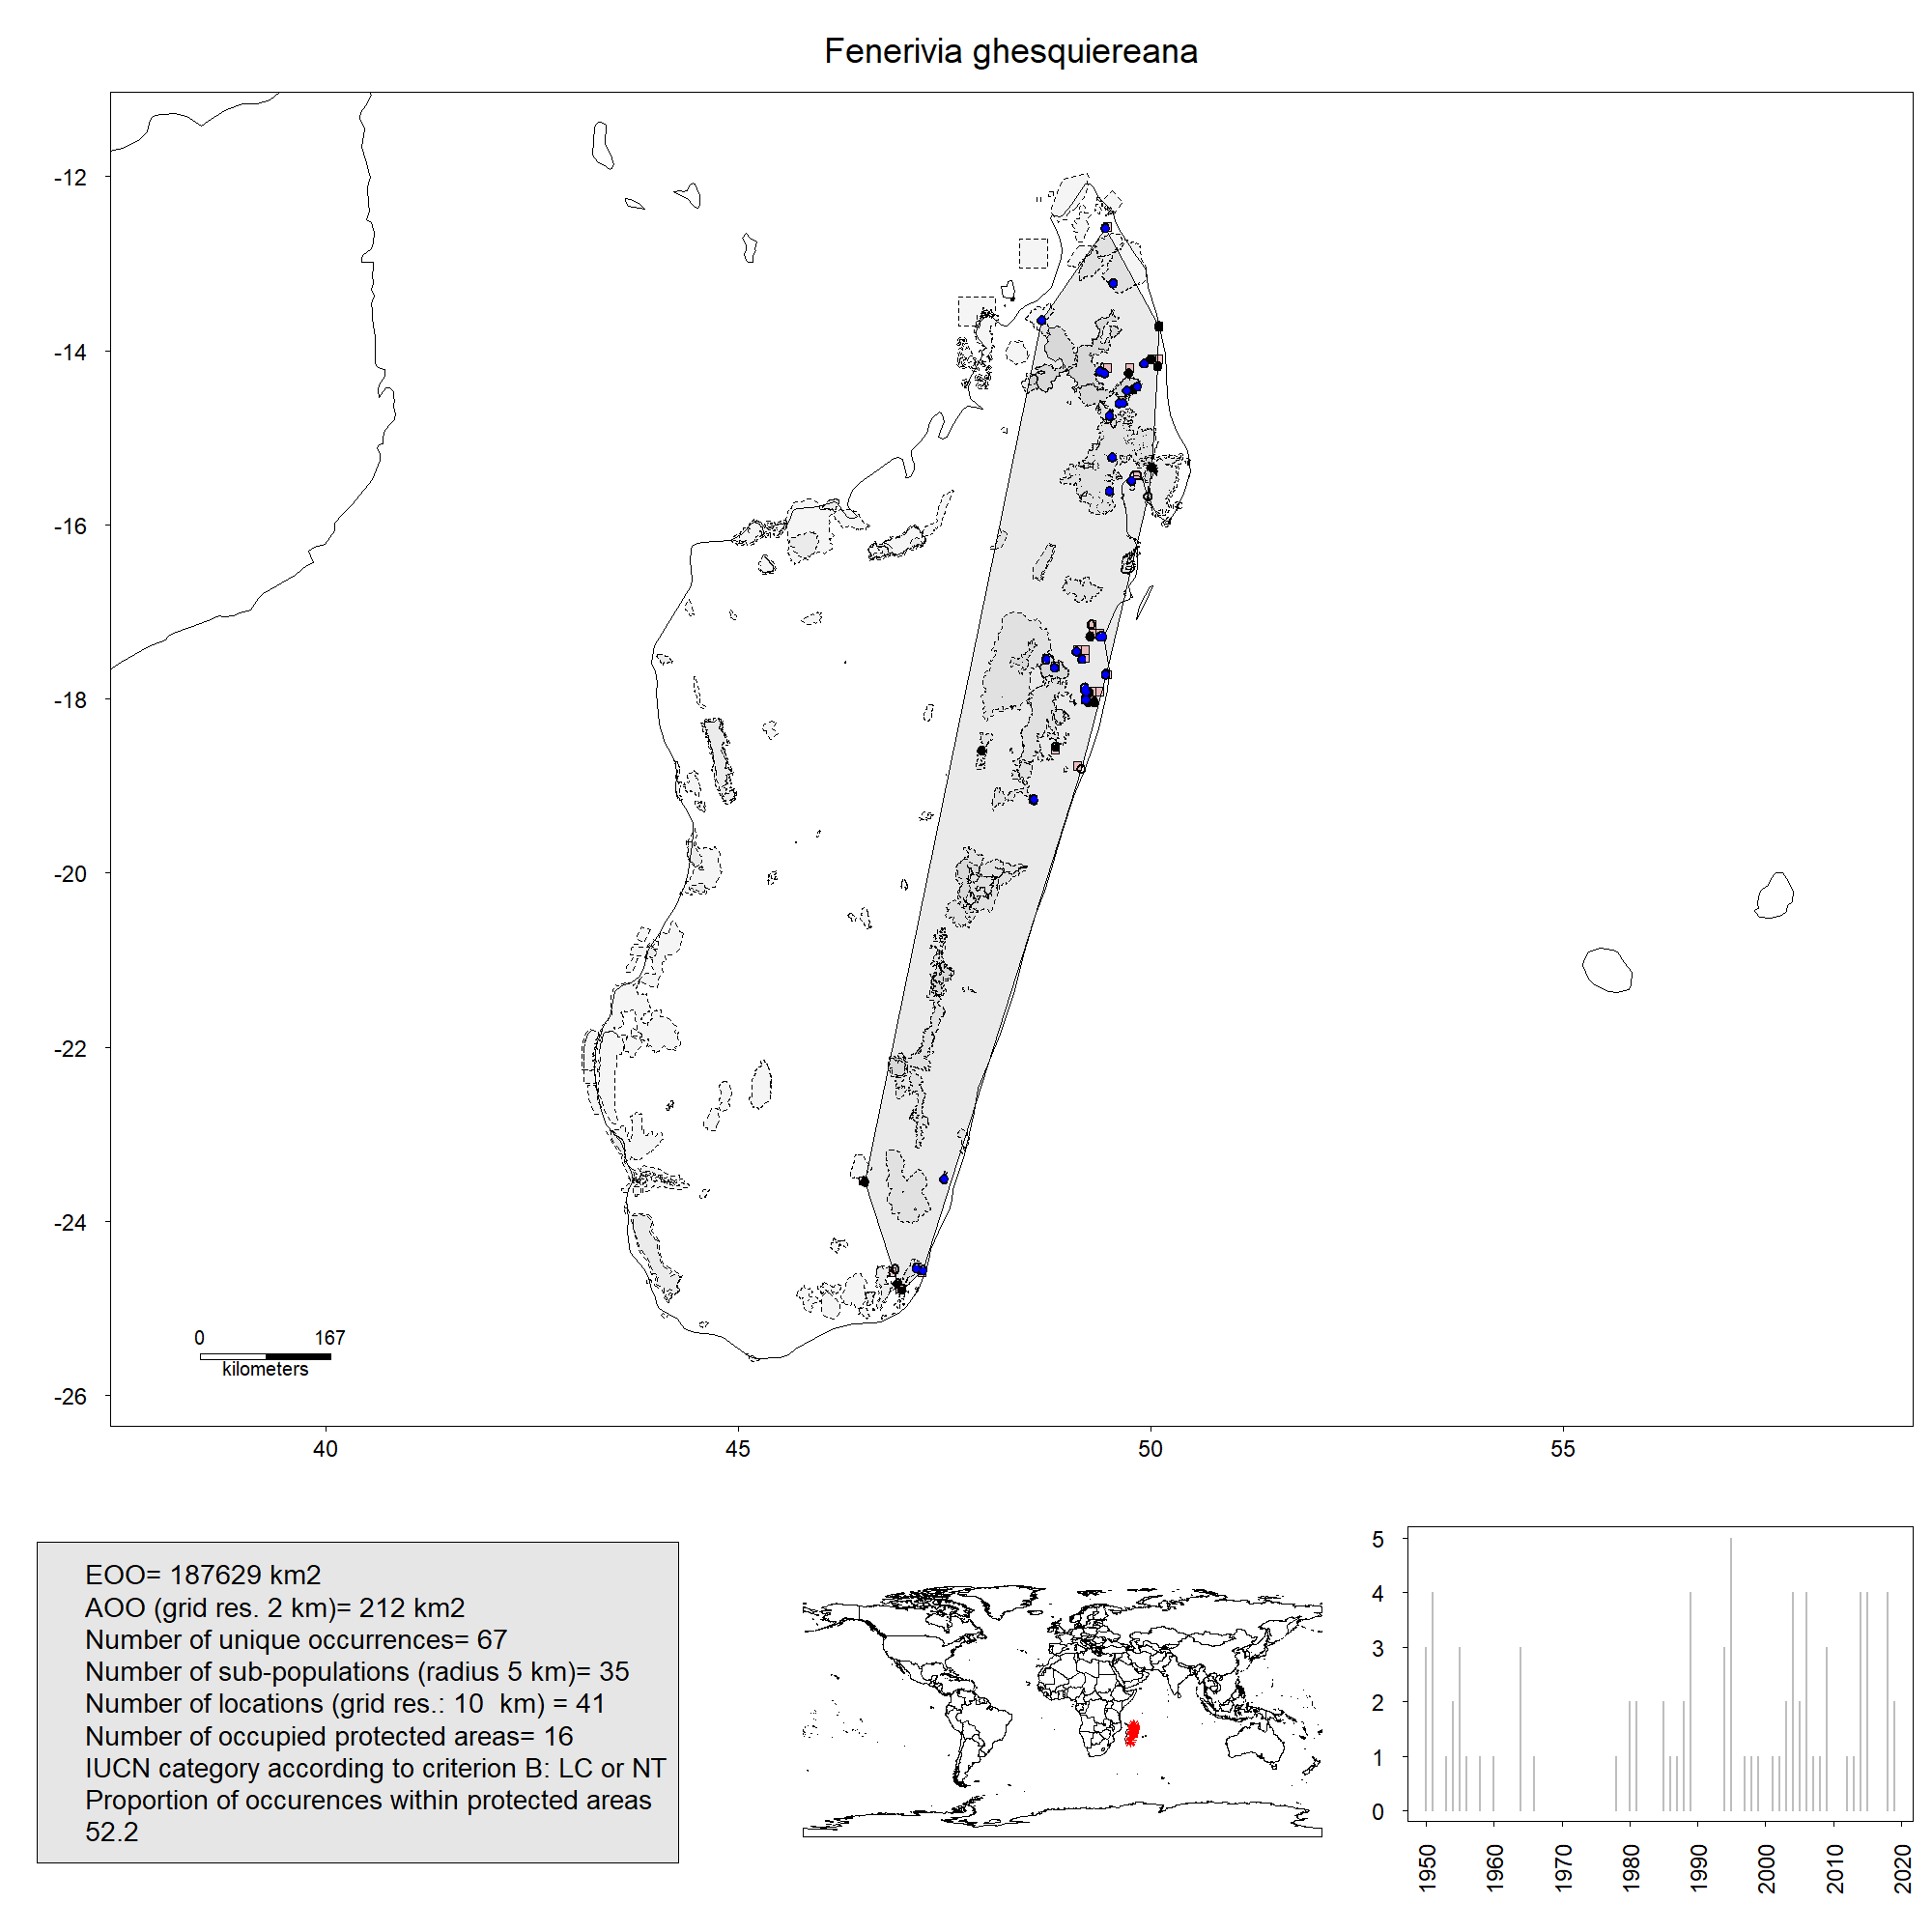 Fenerivia ghesquiereana
-12
-14
-16
-18
-20
-22
-24
-26
0 167
kilometers
40 45 50 55
EOO= 187629 km2
AOO (grid res. 2 km)= 212 km2
Number of unique occurrences= 67
Number of sub-populations (radius 5 km)= 35
Number of locations (grid res.: 10  km) = 41
Number of occupied protected areas= 16
IUCN category according to criterion B: LC or NT
Proportion of occurences within protected areas
52.2
5
4
3
2
1
0
1950 1960 1970 1980 1990 2000 2010 2020